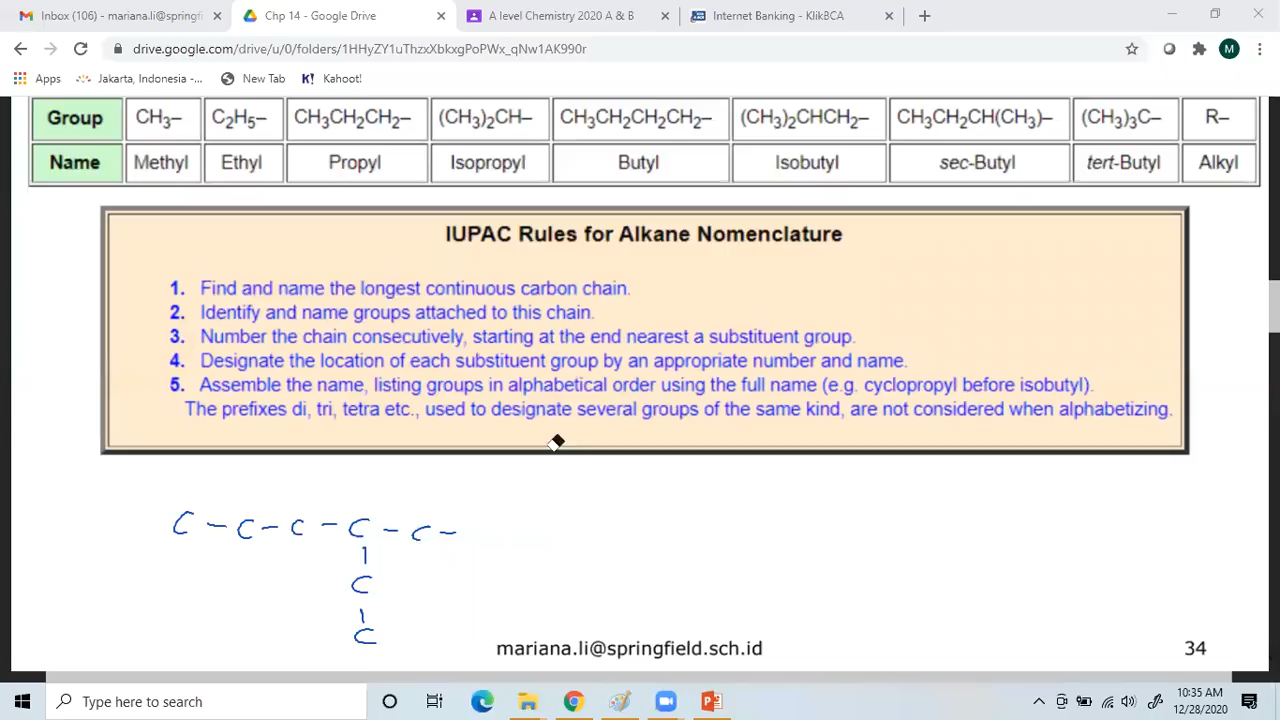 Inbox (106) - mariana.li@springfi
Chp 14 - Google Drive
A level Chemistry 2020 A & B
Internet Banking - KlikBCA
drive.google.com/drive/u/0/folders/1HHyZY1uThzxXbkxgPoPWx_qNw1AK990r
M
Apps
Jakarta, Indonesia -...
New Tab
K! Kahoot!
Group CH₃– C₂H₅– CH₃CH₂CH₂– (CH₃)₂CH– CH₃CH₂CH₂CH₂– (CH₃)₂CHCH₂– CH₃CH₂CH(CH₃)– (CH₃)₃C– R–
Name Methyl Ethyl Propyl Isopropyl Butyl Isobutyl sec-Butyl tert-Butyl Alkyl
IUPAC Rules for Alkane Nomenclature
1. Find and name the longest continuous carbon chain.
2. Identify and name groups attached to this chain.
3. Number the chain consecutively, starting at the end nearest a substituent group.
4. Designate the location of each substituent group by an appropriate number and name.
5. Assemble the name, listing groups in alphabetical order using the full name (e.g. cyclopropyl before isobutyl).
The prefixes di, tri, tetra etc., used to designate several groups of the same kind, are not considered when alphabetizing.
C - C - C - C - C -
C
C
mariana.li@springfield.sch.id
34
Type here to search
10:35 AM
12/28/2020